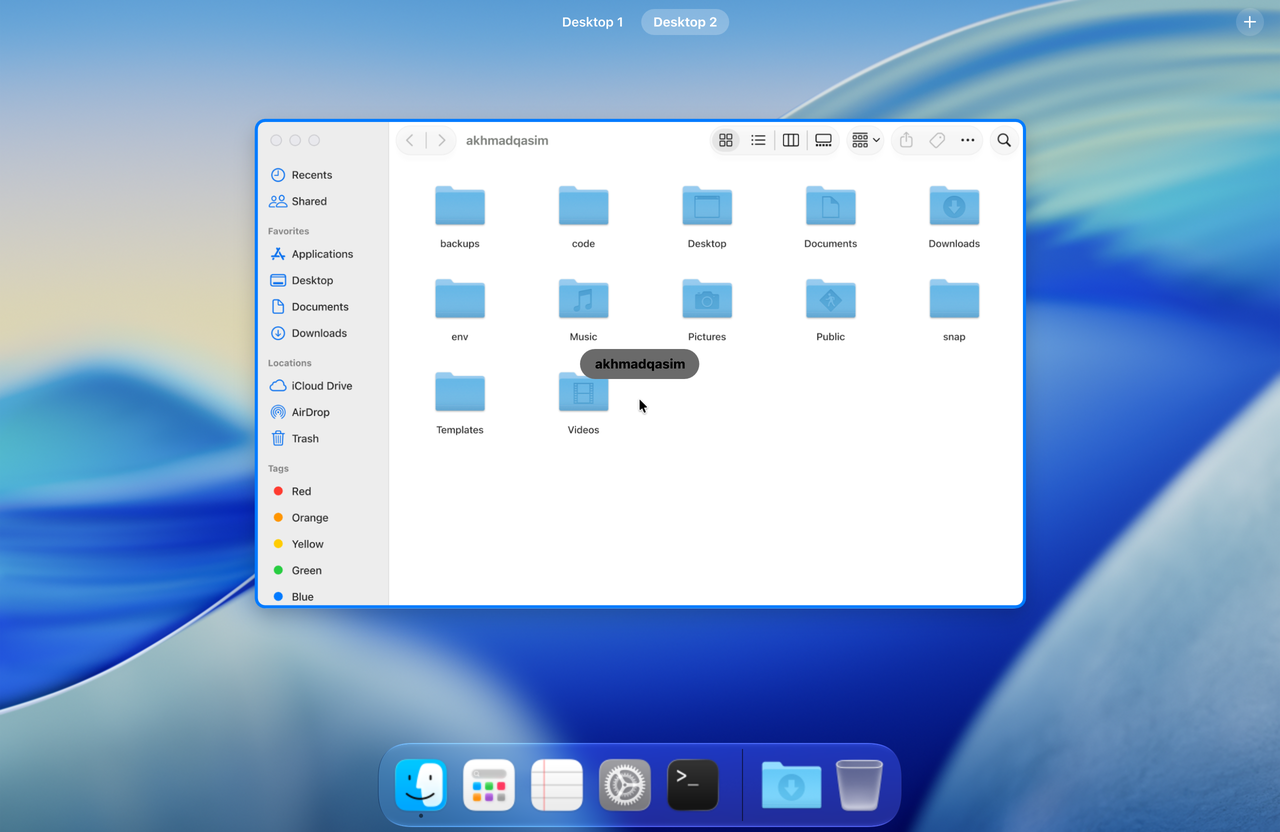 Desktop 1 Desktop 2
akhmadqasim
Recents
Shared
Favorites
Applications
Desktop
Documents
Downloads
Locations
iCloud Drive
AirDrop
Trash
Tags
Red
Orange
Yellow
Green
Blue
backups code Desktop Documents Downloads
env Music Pictures Public snap
akhmadqasim
Templates Videos
>_